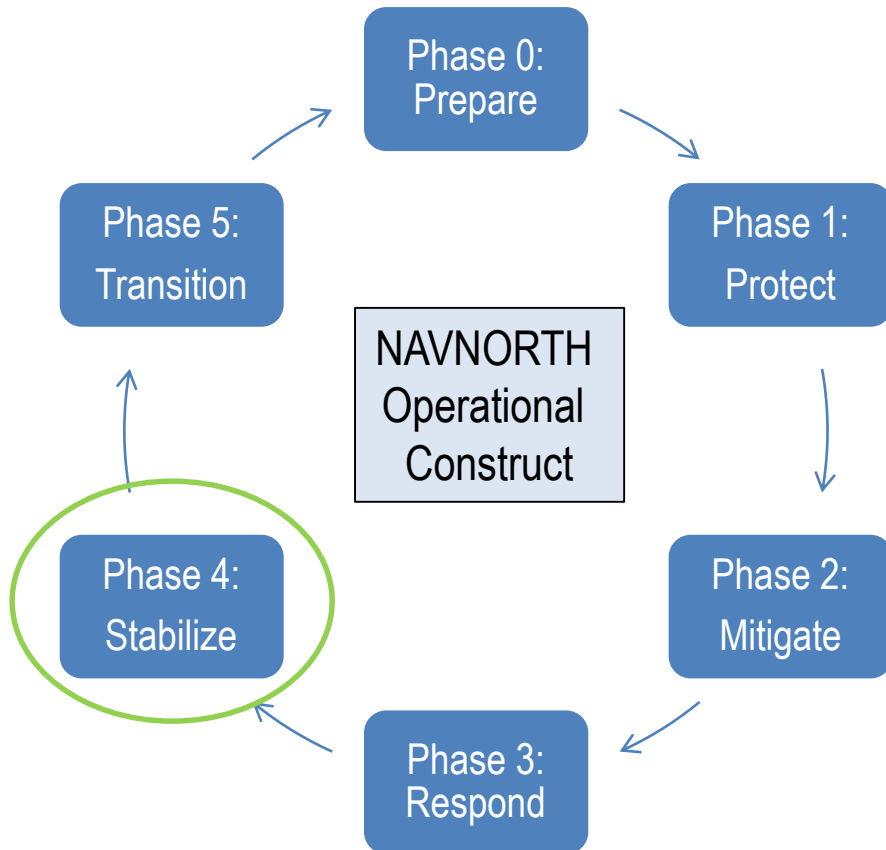 Phase 0:
Prepare
Phase 1:
Protect
Phase 2:
Mitigate
Phase 3:
Respond
Phase 4:
Stabilize
Phase 5:
Transition
NAVNORTH
Operational
Construct